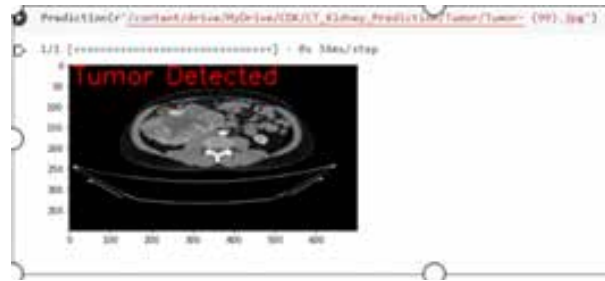 Prediction(r'/content/drive/MyDrive/CDK/CT_Kidney_Prediction/Tumor/Tumor- (99).jpg')
1/1 [==============================] - 0s 56ms/step
Tumor Detected
0
50
100
150
200
250
300
350
0 100 200 300 400 500 600